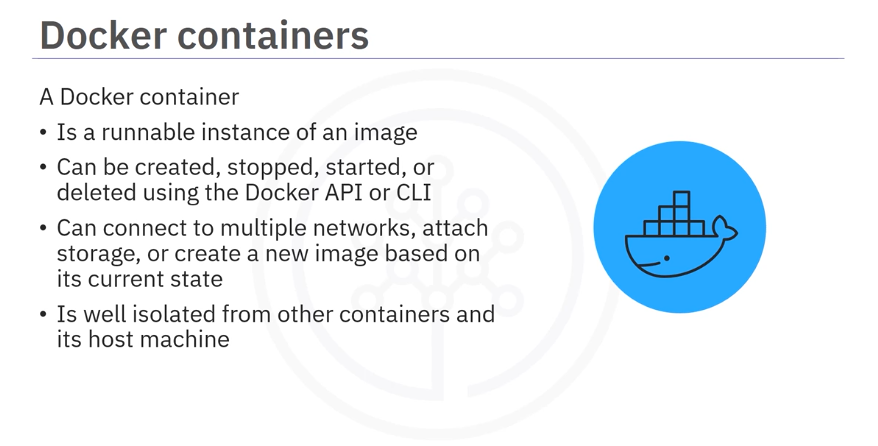 Docker containers
A Docker container
• Is a runnable instance of an image
• Can be created, stopped, started, or
deleted using the Docker API or CLI
• Can connect to multiple networks, attach
storage, or create a new image based on
its current state
• Is well isolated from other containers and
its host machine